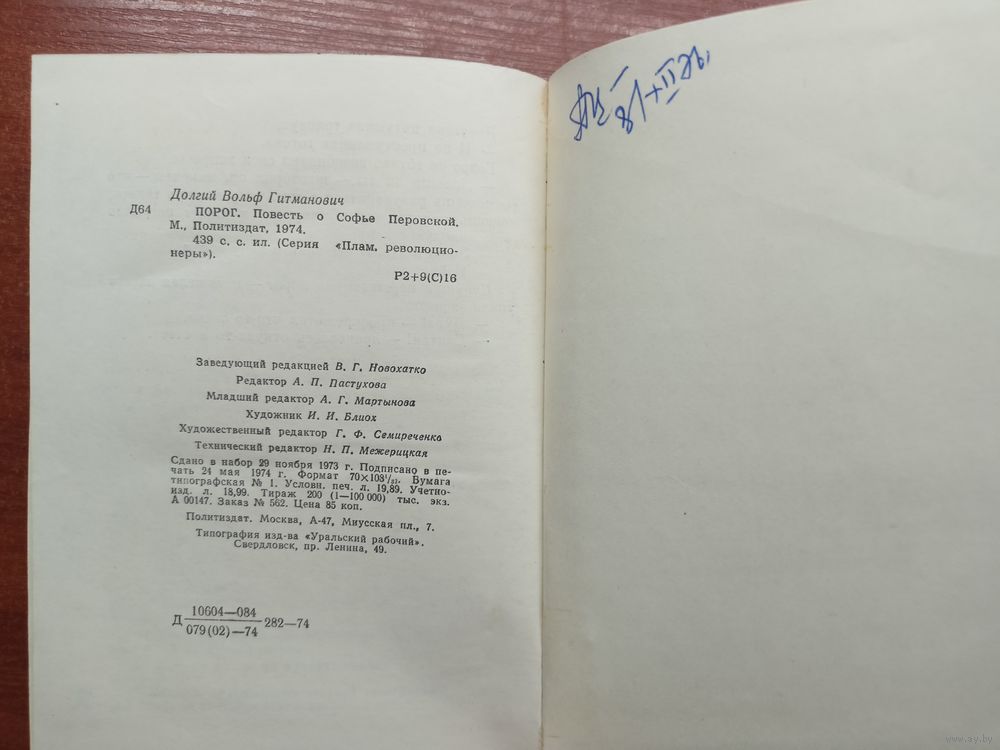 Долгий Вольф Гитманович
Д64
ПОРОГ. Повесть о Софье Перовской.
М., Политиздат, 1974.
439 с. с. ил. (Серия «Плам. революцио-
неры»).
Р2+9(С)16
Заведующий редакцией В. Г. Новохатко
Редактор А. П. Пастухова
Младший редактор А. Г. Мартынова
Художник И. И. Блиох
Художественный редактор Г. Ф. Семиреченко
Технический редактор Н. П. Межерицкая
Сдано в набор 29 ноября 1973 г. Подписано в пе-
чать 24 мая 1974 г. Формат 70×108¹/₃₂. Бумага
типографская № 1. Условн. печ. л. 19,89. Учетно-
изд. л. 18,99. Тираж 200 (1—100 000) тыс. экз.
А 00147. Заказ № 562. Цена 85 коп.
Политиздат. Москва, А-47, Миусская пл., 7.
Типография изд-ва «Уральский рабочий».
Свердловск, пр. Ленина, 49.
10604—084
Д 282—74
079(02)—74
www.ay.by